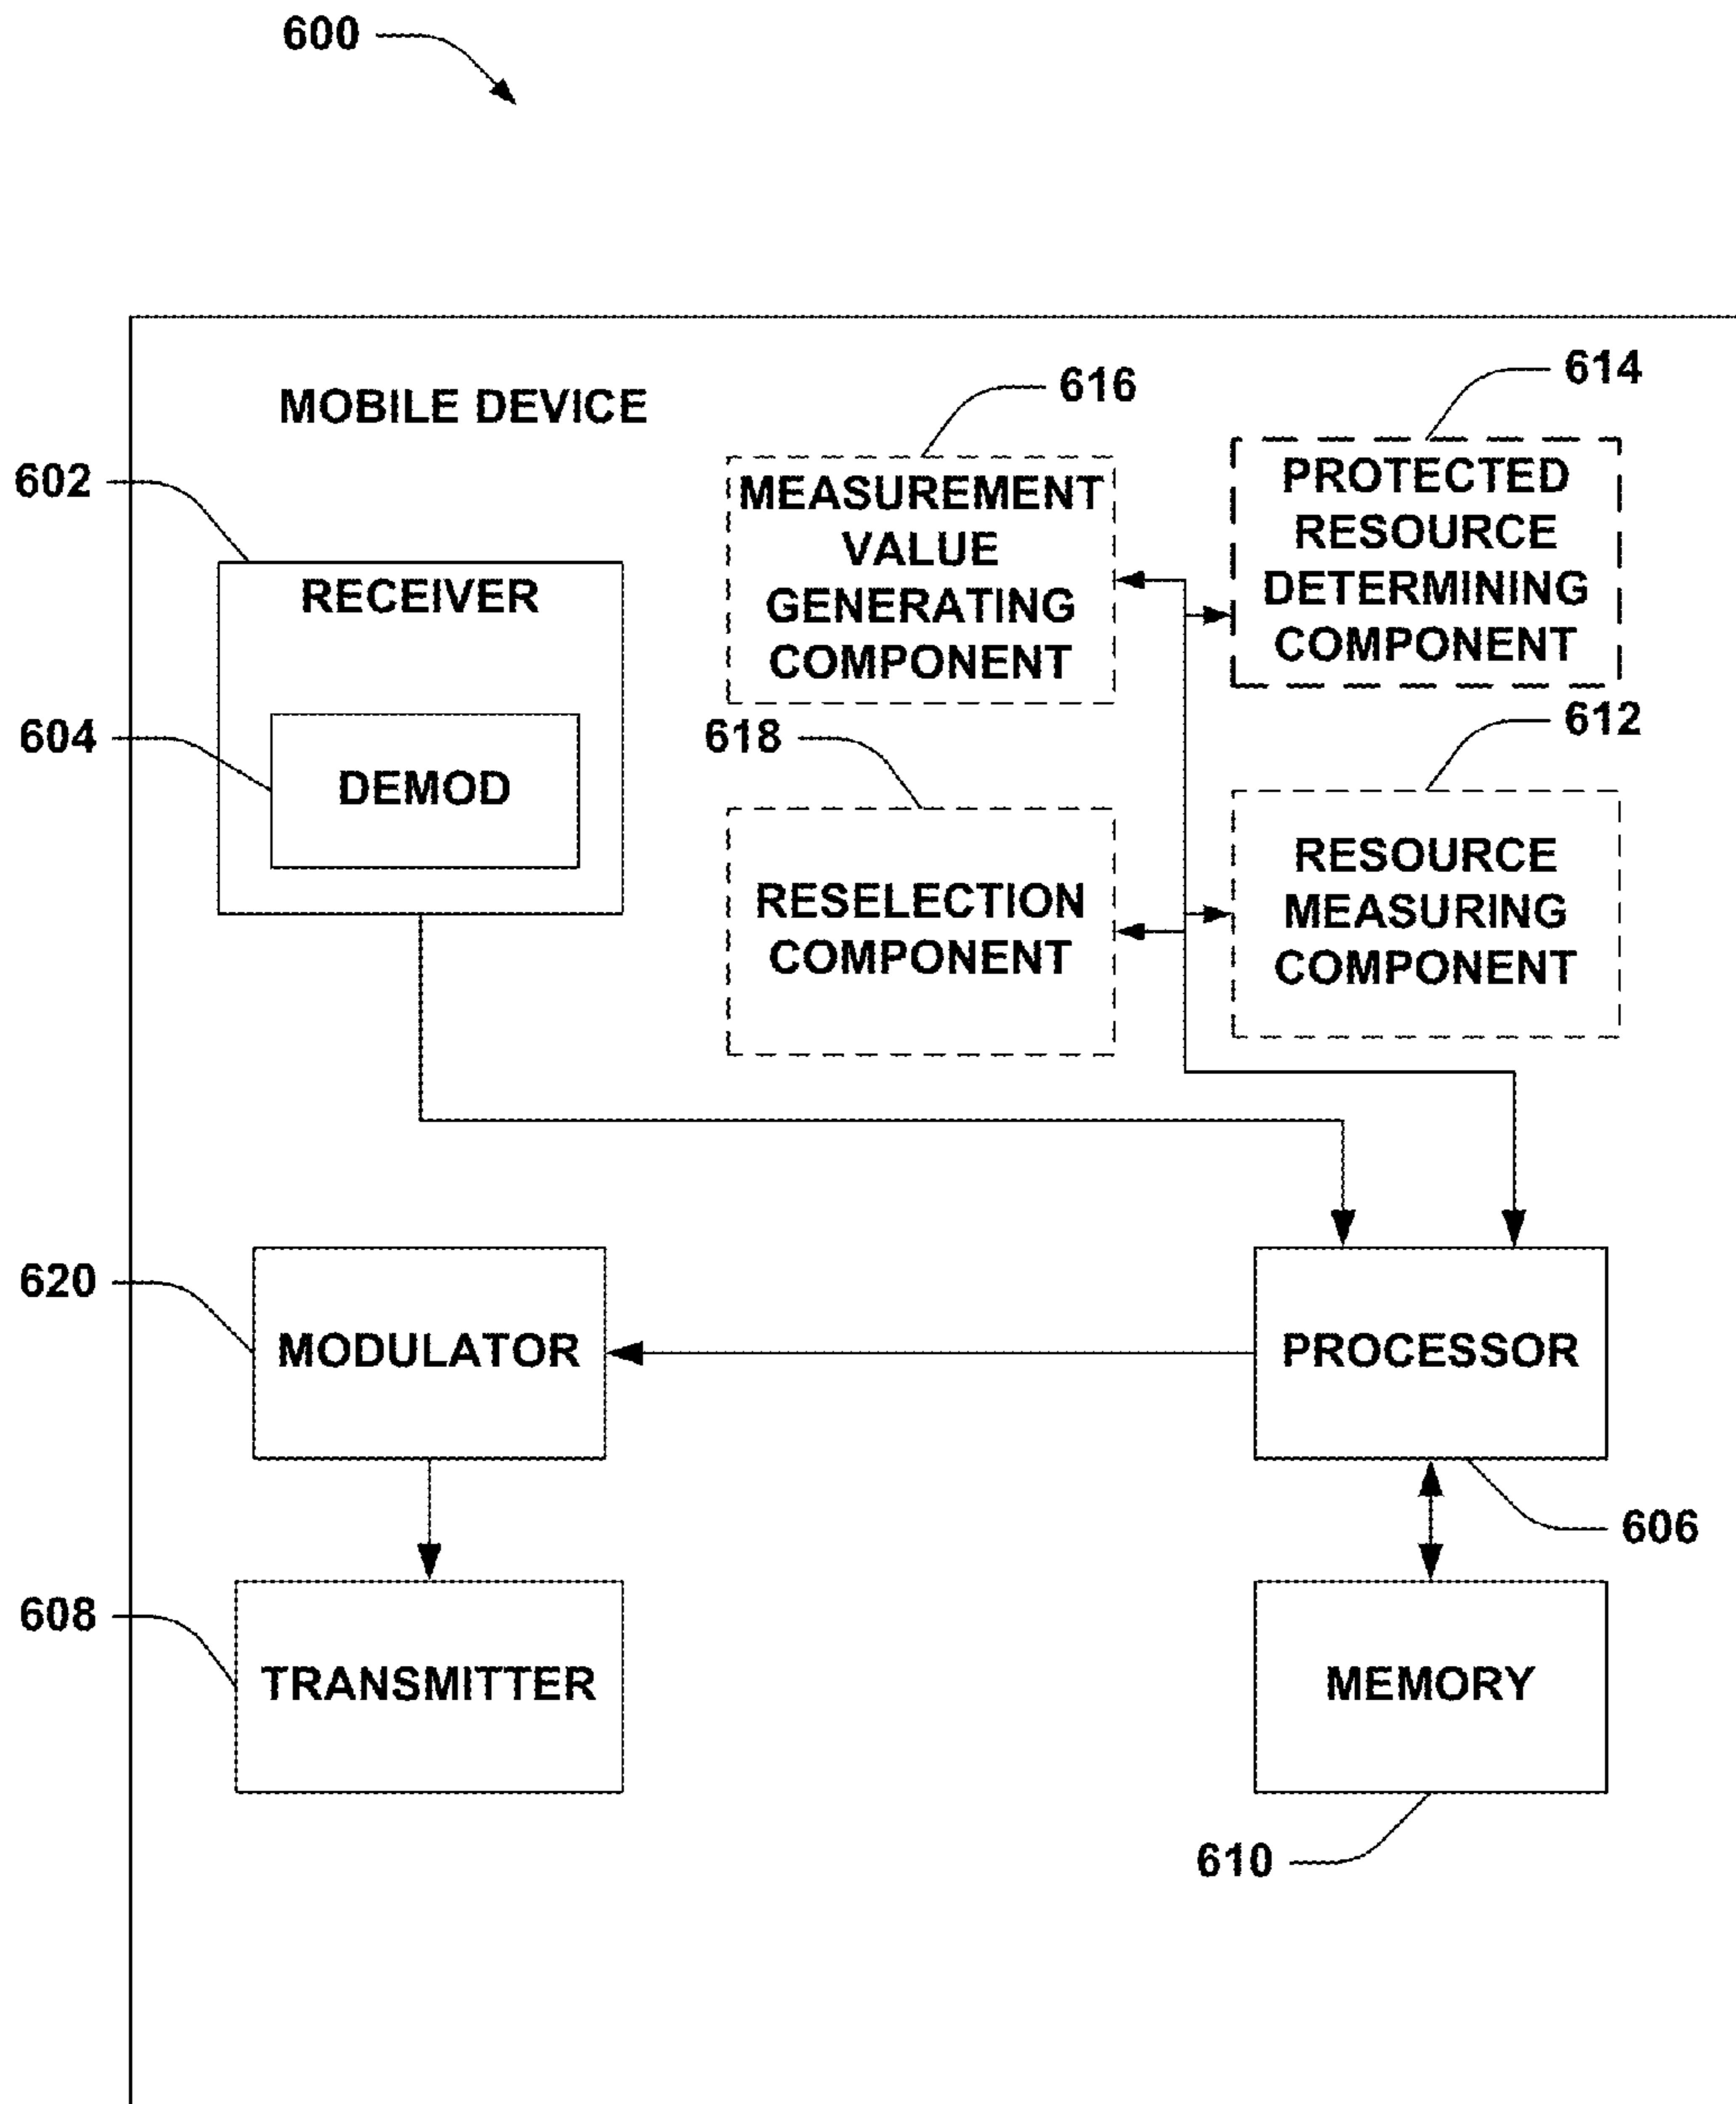 600
MOBILE DEVICE
616
614
602
MEASUREMENT
VALUE
GENERATING
COMPONENT
PROTECTED
RESOURCE
DETERMINING
COMPONENT
RECEIVER
604
DEMOD
618
612
RESELECTION
COMPONENT
RESOURCE
MEASURING
COMPONENT
620
MODULATOR
PROCESSOR
606
608
TRANSMITTER
MEMORY
610